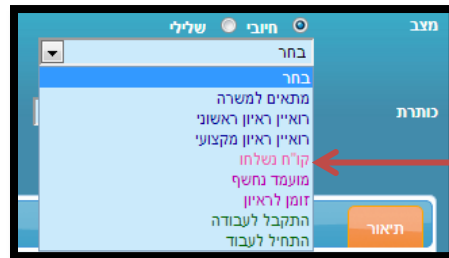 מצב
חיובי
שלילי
בחר
בחר
מתאים למשרה
רואיין ראיון ראשוני
רואיין ראיון מקצועי
קו"ח נשלחו
מועמד נחשף
זומן לראיון
התקבל לעבודה
התחיל לעבוד
כותרת
תיאור